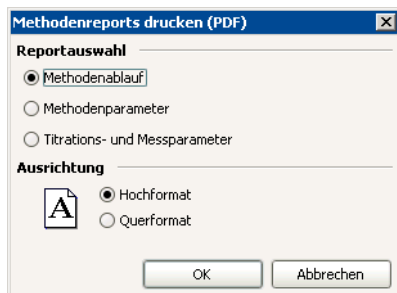 Methodenreports drucken (PDF)
Reportauswahl
Methodenablauf
Methodenparameter
Titrations- und Messparameter
Ausrichtung
A
Hochformat
Querformat
OK
Abbrechen